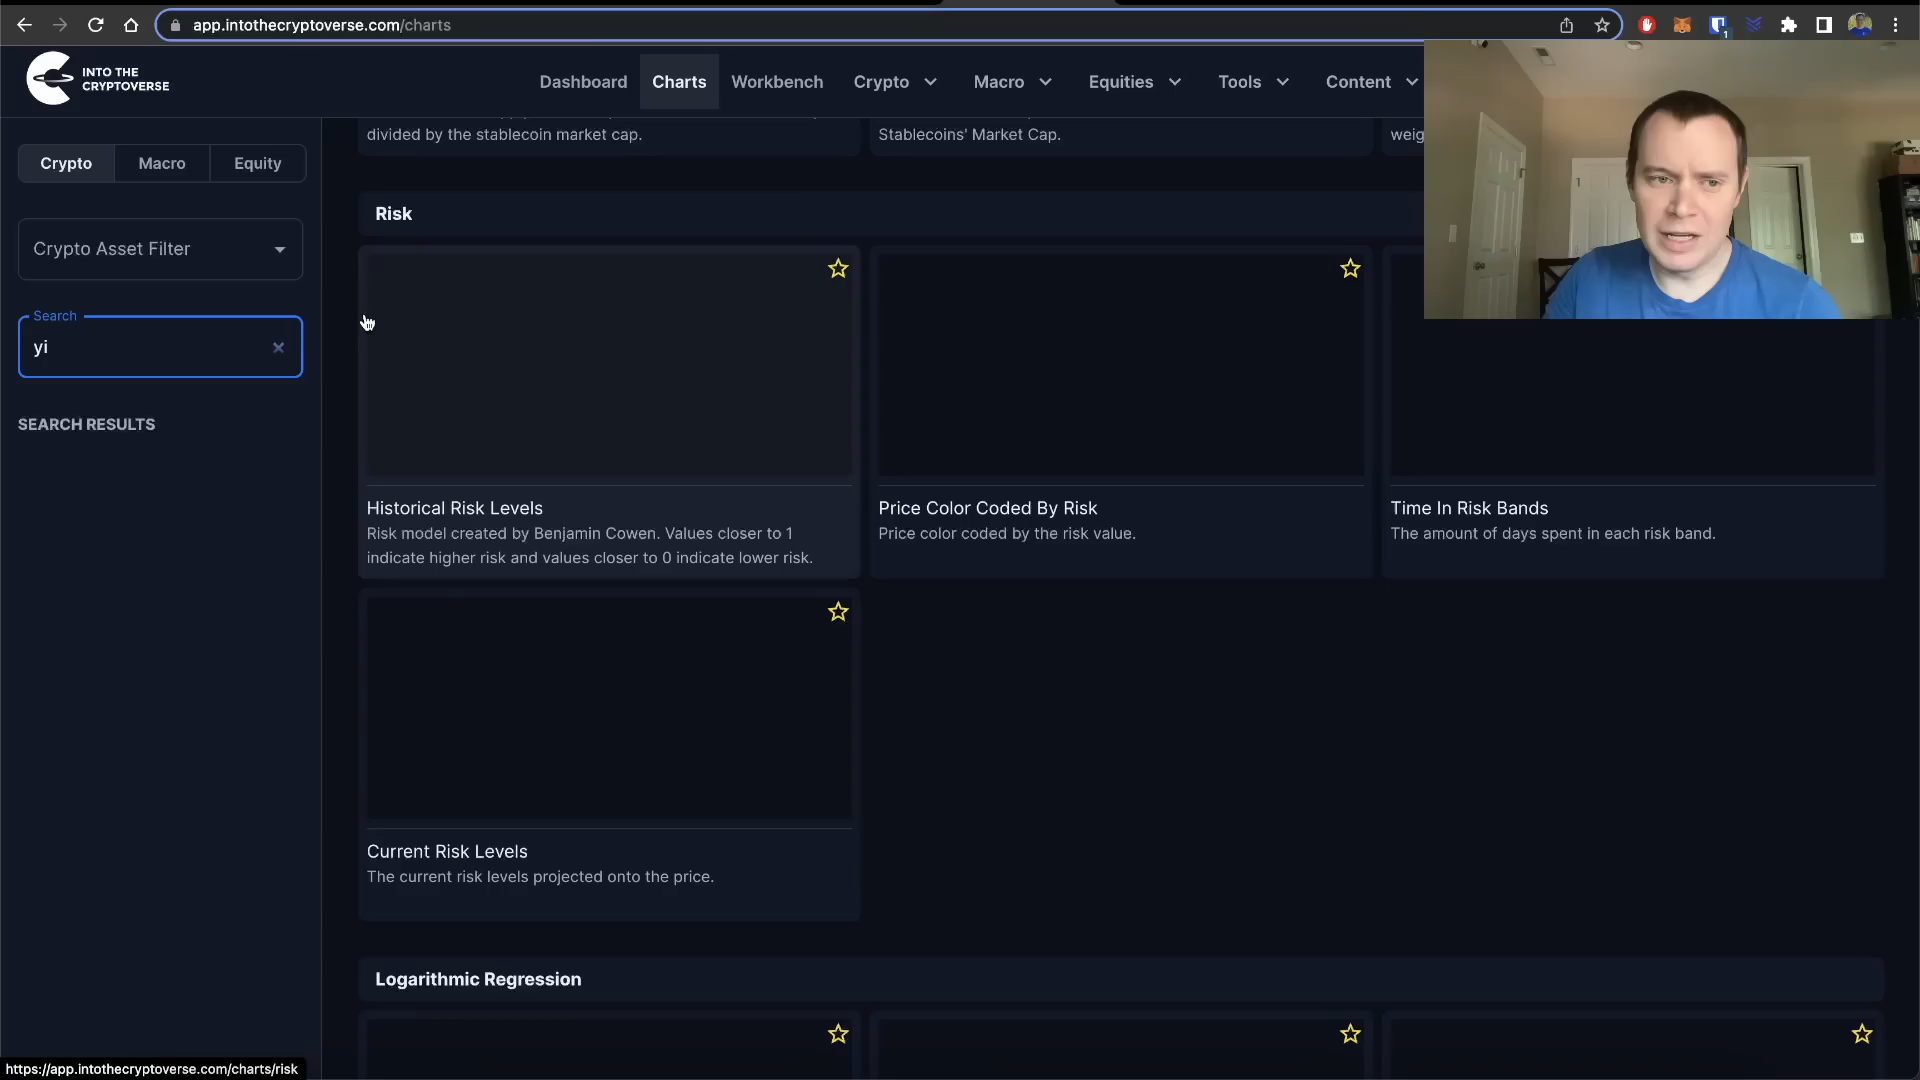 app.intothecryptoverse.com/charts
1
INTO THE
CRYPTOVERSE
Dashboard
Charts
Workbench
Crypto
Macro
Equities
Tools
Content
Crypto
Macro
Equity
Crypto Asset Filter
Search
yi
SEARCH RESULTS
divided by the stablecoin market cap.
Stablecoins' Market Cap.
weig
Risk
Historical Risk Levels
Risk model created by Benjamin Cowen. Values closer to 1
indicate higher risk and values closer to 0 indicate lower risk.
Price Color Coded By Risk
Price color coded by the risk value.
Time In Risk Bands
The amount of days spent in each risk band.
Current Risk Levels
The current risk levels projected onto the price.
Logarithmic Regression
https://app.intothecryptoverse.com/charts/risk